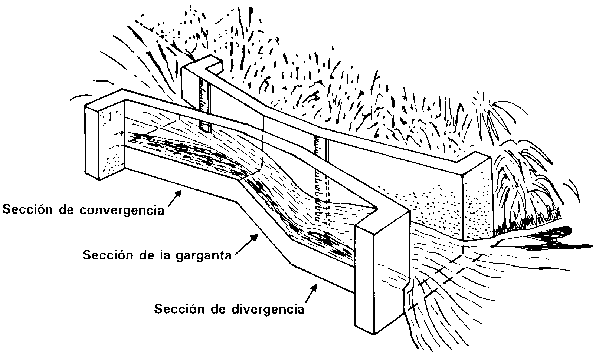 Sección de convergencia
Sección de la garganta
Sección de divergencia